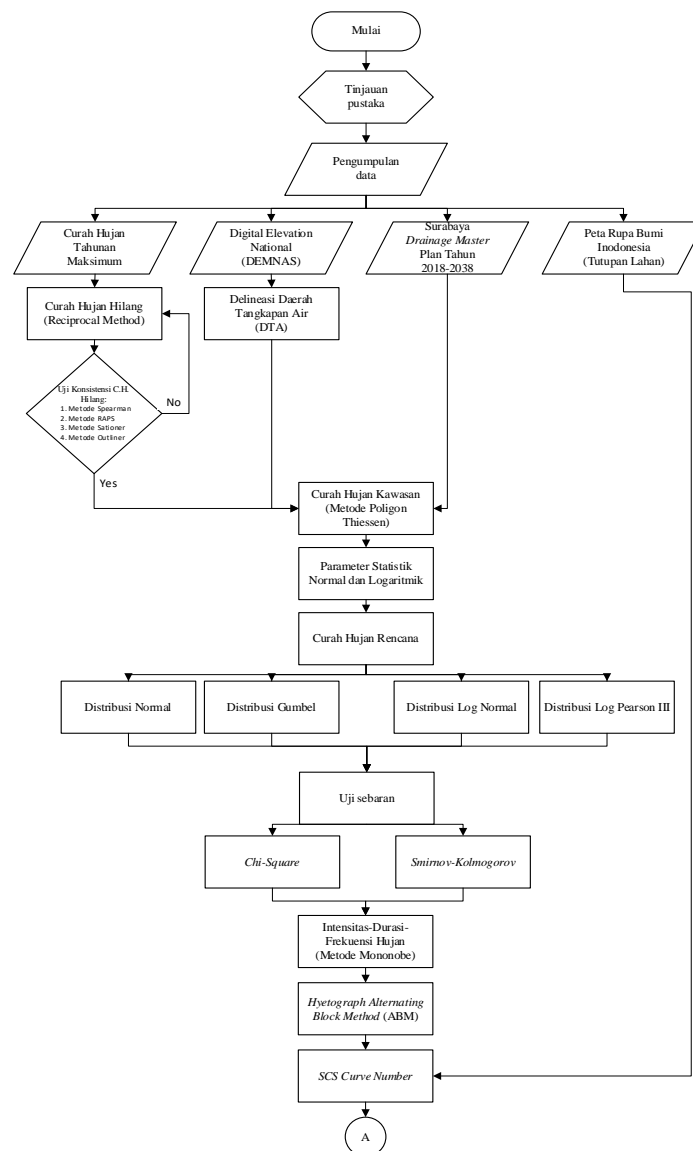 Mulai
Tinjauan
pustaka
Pengumpulan
data
Curah Hujan
Tahunan
Maksimum
Digital Elevation
National
(DEMNAS)
Surabaya
Drainage Master
Plan Tahun
2018-2038
Peta Rupa Bumi
Inodonesia
(Tutupan Lahan)
Curah Hujan Hilang
(Reciprocal Method)
Delineasi Daerah
Tangkapan Air
(DTA)
Uji Konsistensi C.H.
Hilang:
1. Metode Spearman
2. Metode RAPS
3. Metode Sationer
4. Metode Outliner
No
Yes
Curah Hujan Kawasan
(Metode Poligon
Thiessen)
Parameter Statistik
Normal dan Logaritmik
Curah Hujan Rencana
Distribusi Normal
Distribusi Gumbel
Distribusi Log Normal
Distribusi Log Pearson III
Uji sebaran
Chi-Square
Smirnov-Kolmogorov
Intensitas-Durasi-
Frekuensi Hujan
(Metode Mononobe)
Hyetograph Alternating
Block Method (ABM)
SCS Curve Number
A